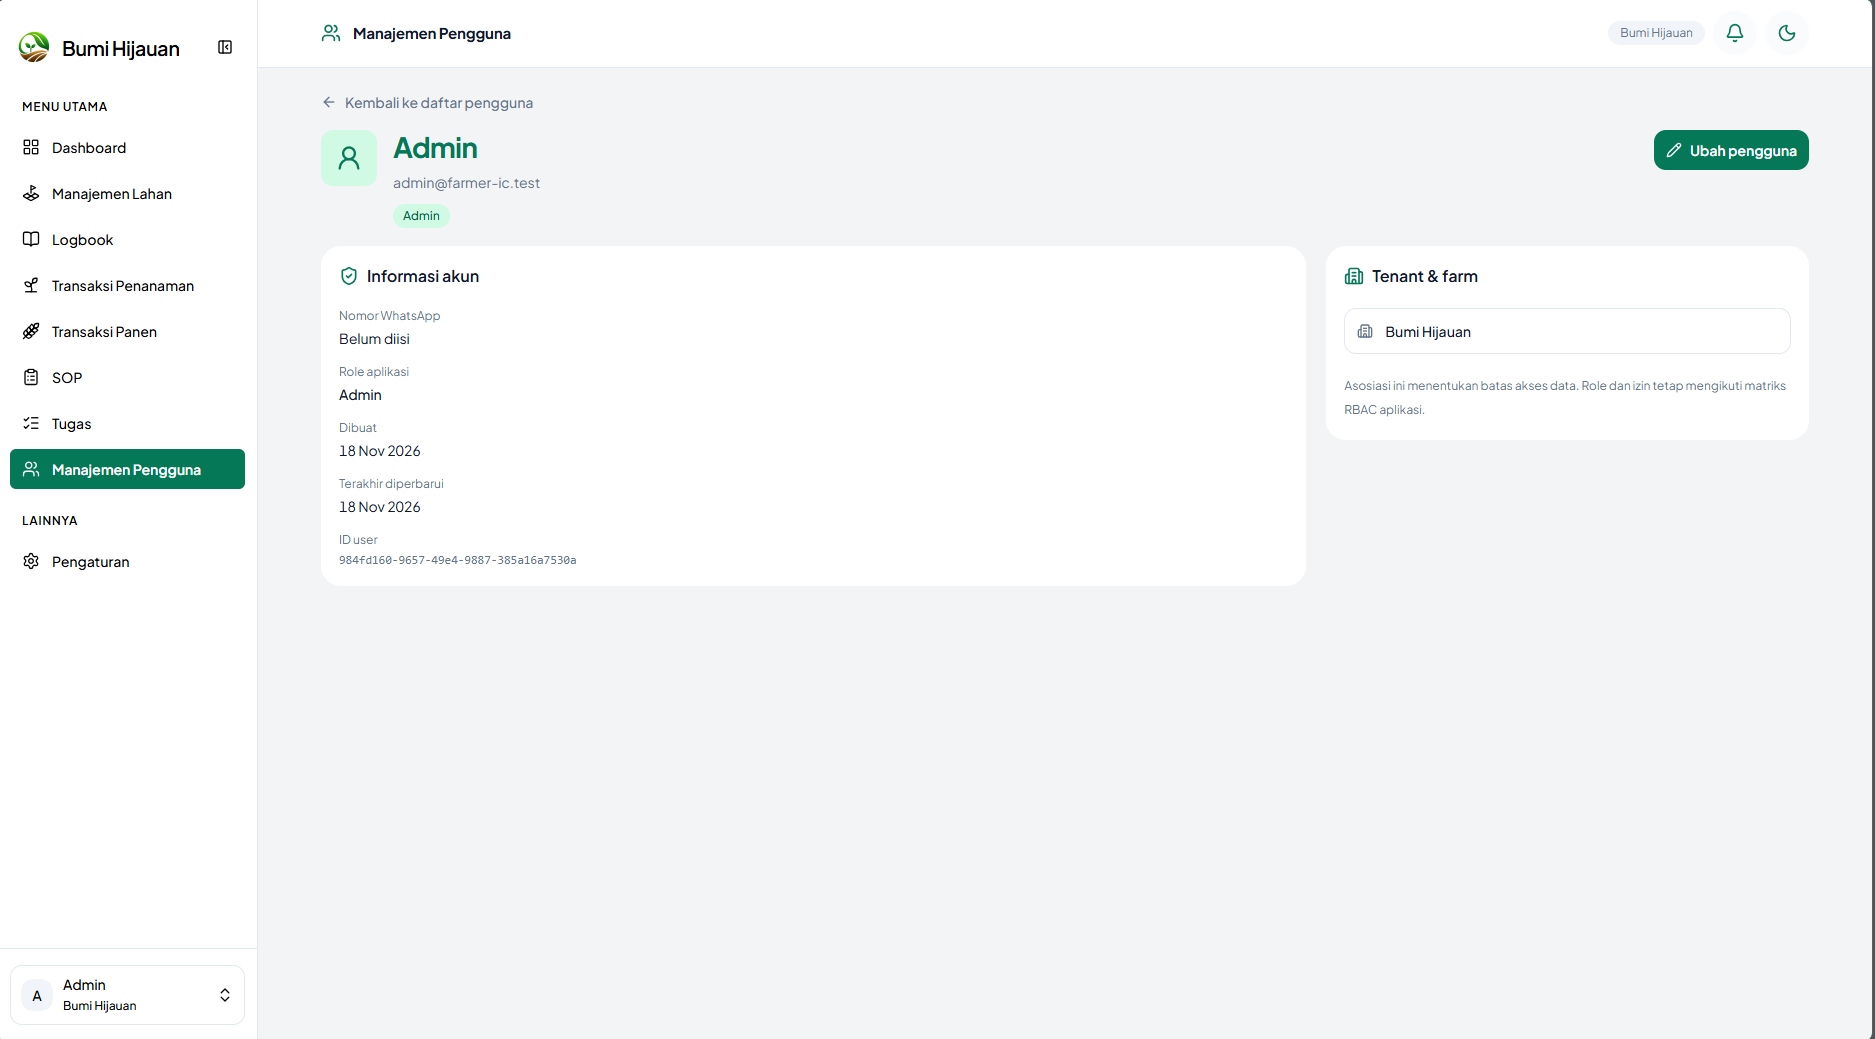 Bumi Hijauan
MENU UTAMA
Dashboard
Manajemen Lahan
Logbook
Transaksi Penanaman
Transaksi Panen
SOP
Tugas
Manajemen Pengguna
LAINNYA
Pengaturan
A
Admin
Bumi Hijauan
Manajemen Pengguna
Bumi Hijauan
Kembali ke daftar pengguna
Admin
admin@farmer-ic.test
Admin
Ubah pengguna
Informasi akun
Nomor WhatsApp
Belum diisi
Role aplikasi
Admin
Dibuat
18 Nov 2026
Terakhir diperbarui
18 Nov 2026
ID user
984fd160-9657-49e4-9887-385a16a7530a
Tenant & farm
Bumi Hijauan
Asosiasi ini menentukan batas akses data. Role dan izin tetap mengikuti matriks
RBAC aplikasi.